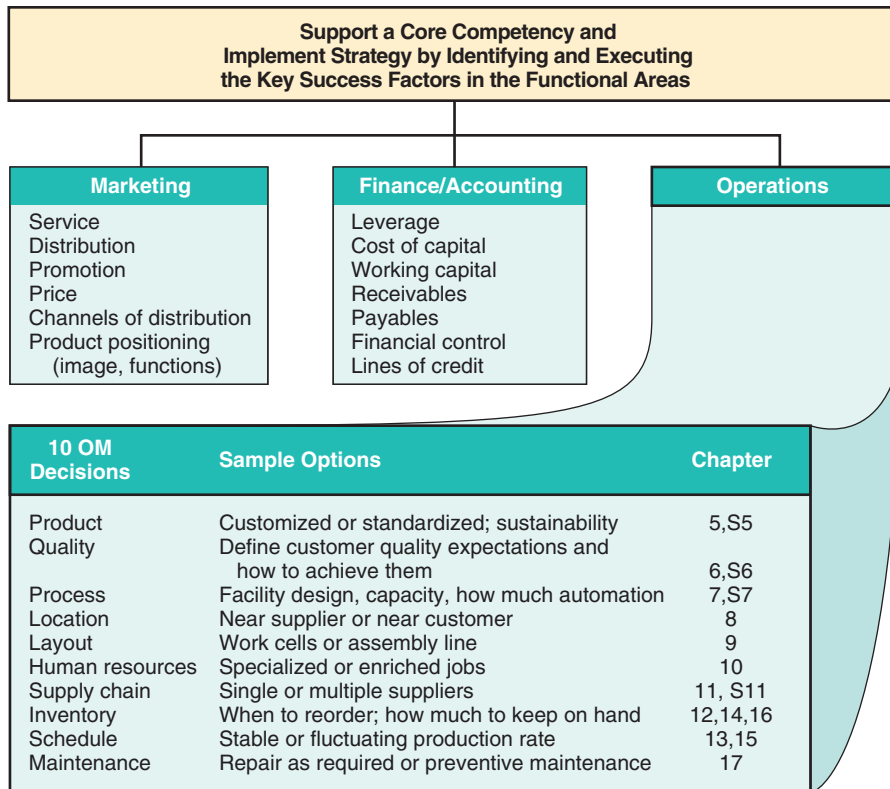 Support a Core Competency and
Implement Strategy by Identifying and Executing
the Key Success Factors in the Functional Areas
Marketing
Service
Distribution
Promotion
Price
Channels of distribution
Product positioning
(image, functions)
Finance/Accounting
Leverage
Cost of capital
Working capital
Receivables
Payables
Financial control
Lines of credit
Operations
10 OM
Decisions Sample Options Chapter
Product Customized or standardized; sustainability 5,S5
Quality Define customer quality expectations and
how to achieve them 6,S6
Process Facility design, capacity, how much automation 7,S7
Location Near supplier or near customer 8
Layout Work cells or assembly line 9
Human resources Specialized or enriched jobs 10
Supply chain Single or multiple suppliers 11, S11
Inventory When to reorder; how much to keep on hand 12,14,16
Schedule Stable or fluctuating production rate 13,15
Maintenance Repair as required or preventive maintenance 17